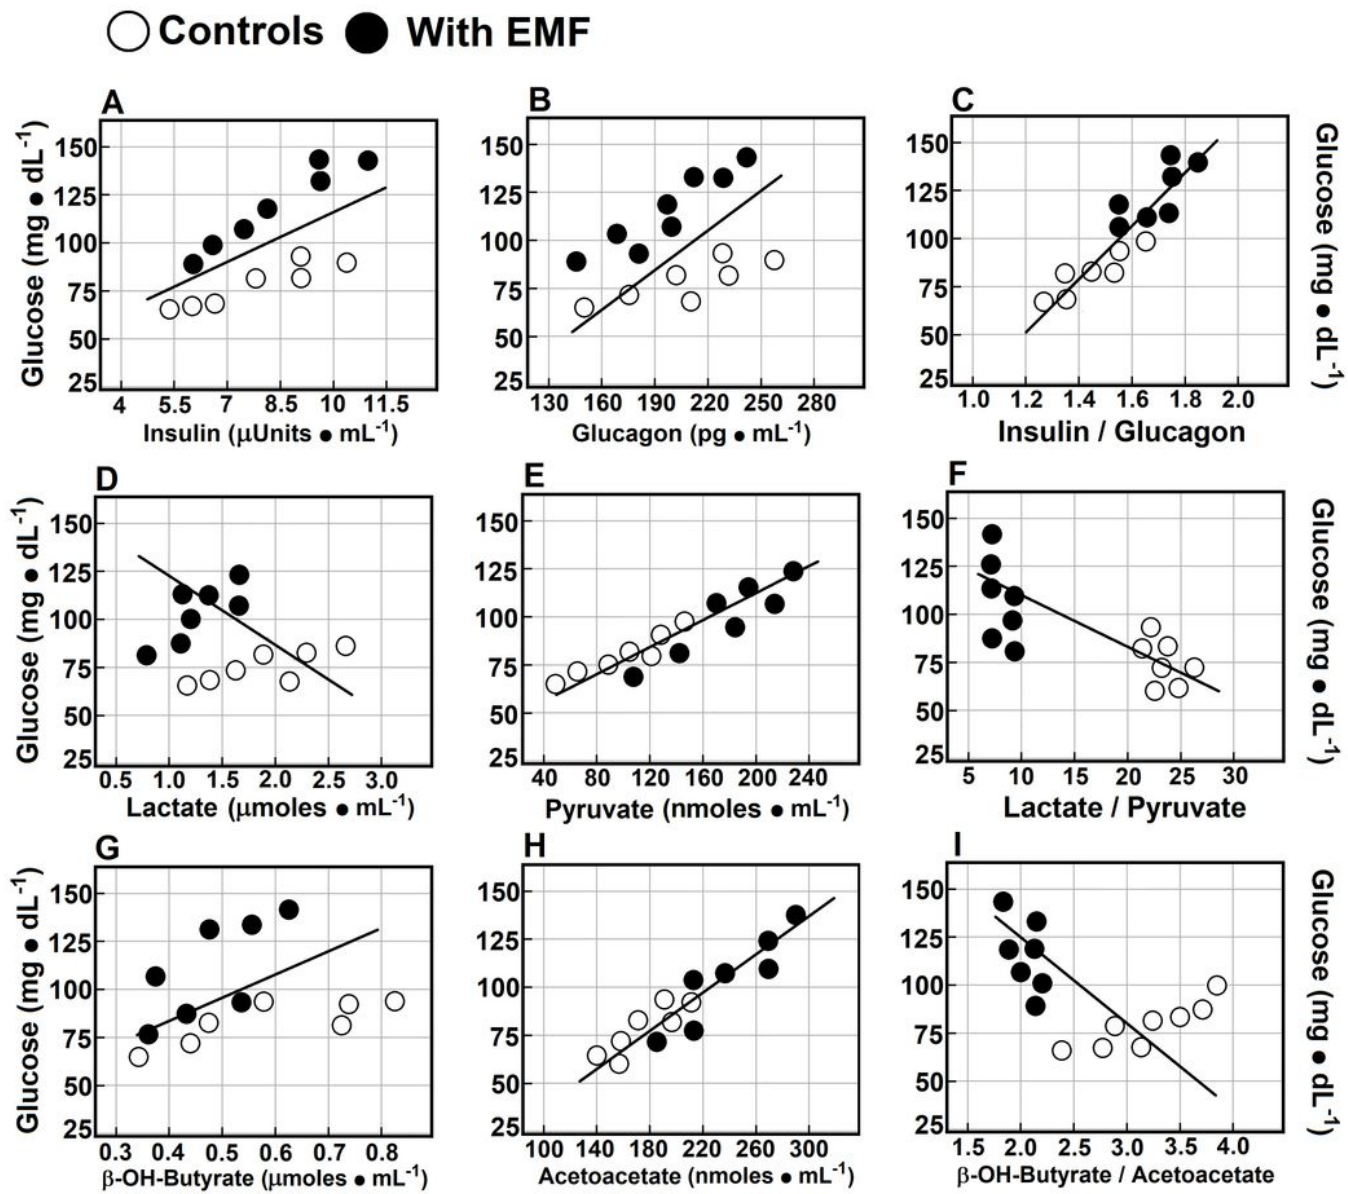 Controls With EMF
A B C
Glucose (mg ● dL-1)
150
125
100
75
50
25
4 5.5 7 8.5 10 11.5
Insulin (µUnits ● mL-1)
150
125
100
75
50
25
130 160 190 220 250 280
Glucagon (pg ● mL-1)
150
125
100
75
50
25
1.0 1.2 1.4 1.6 1.8 2.0
Insulin / Glucagon
Glucose (mg ● dL-1)
D E F
Glucose (mg ● dL-1)
150
125
100
75
50
25
0.5 1.0 1.5 2.0 2.5 3.0
Lactate (µmoles ● mL-1)
150
125
100
75
50
25
40 80 120 160 200 240
Pyruvate (nmoles ● mL-1)
150
125
100
75
50
25
5 10 15 20 25 30
Lactate / Pyruvate
Glucose (mg ● dL-1)
G H I
Glucose (mg ● dL-1)
150
125
100
75
50
25
0.3 0.4 0.5 0.6 0.7 0.8
β-OH-Butyrate (µmoles ● mL-1)
150
125
100
75
50
25
100 140 180 220 260 300
Acetoacetate (nmoles ● mL-1)
150
125
100
75
50
25
1.5 2.0 2.5 3.0 3.5 4.0
β-OH-Butyrate / Acetoacetate
Glucose (mg ● dL-1)